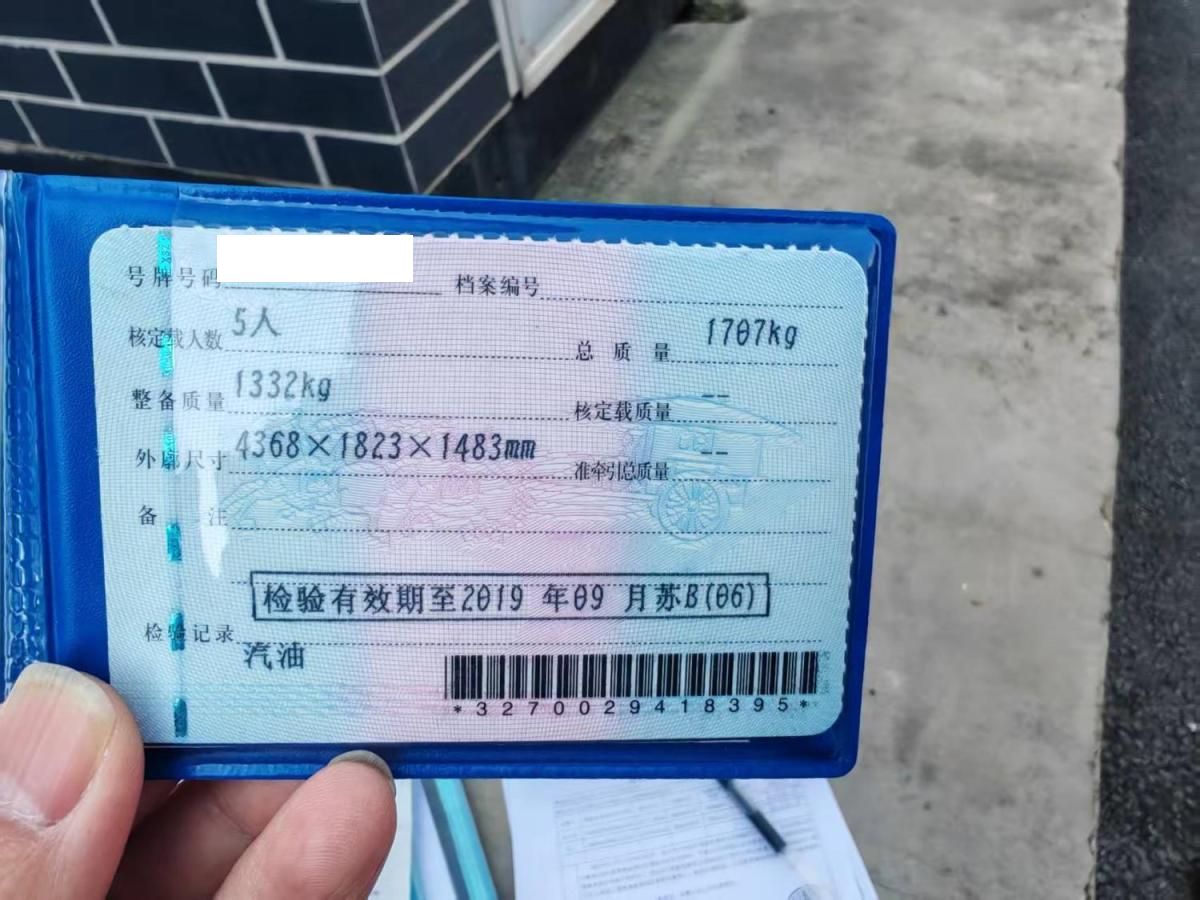 号牌号码 档案编号
核定载人数 5人 总质量 1707kg
整备质量 1332kg 核定载质量 --
外廓尺寸 4368×1823×1483mm 准牵引总质量 --
备注
检验有效期至2019 年09 月苏B(06)
检验记录
汽油
*3270029418395*